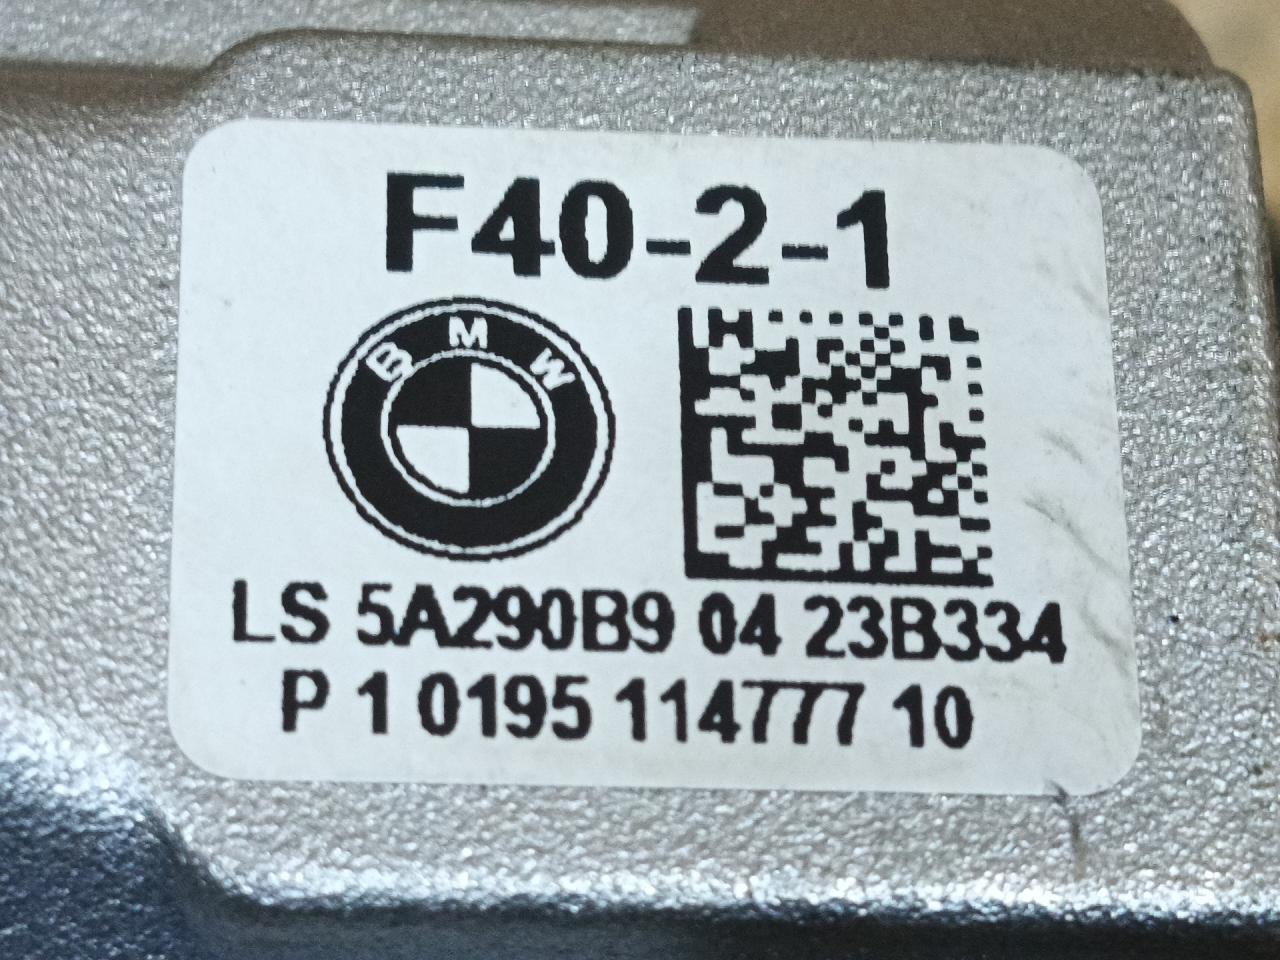 F40-2-1
BMW
LS 5A290B9 04 23B334
P 1 0195 114777 10